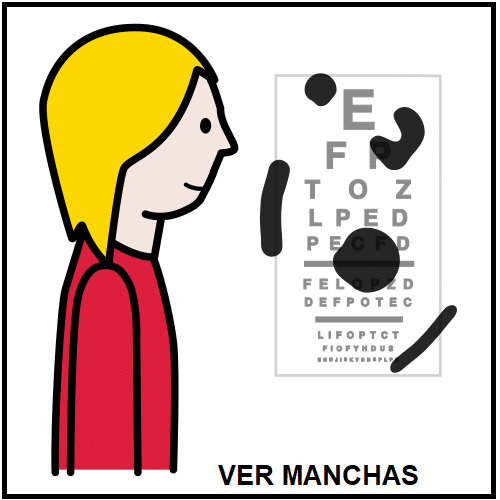 E
F P
T O Z
L P E D
P E C F D
F E L O P Z D
D E F P O T E C
L I F O P T C T
F I O F Y H D U S
VER MANCHAS